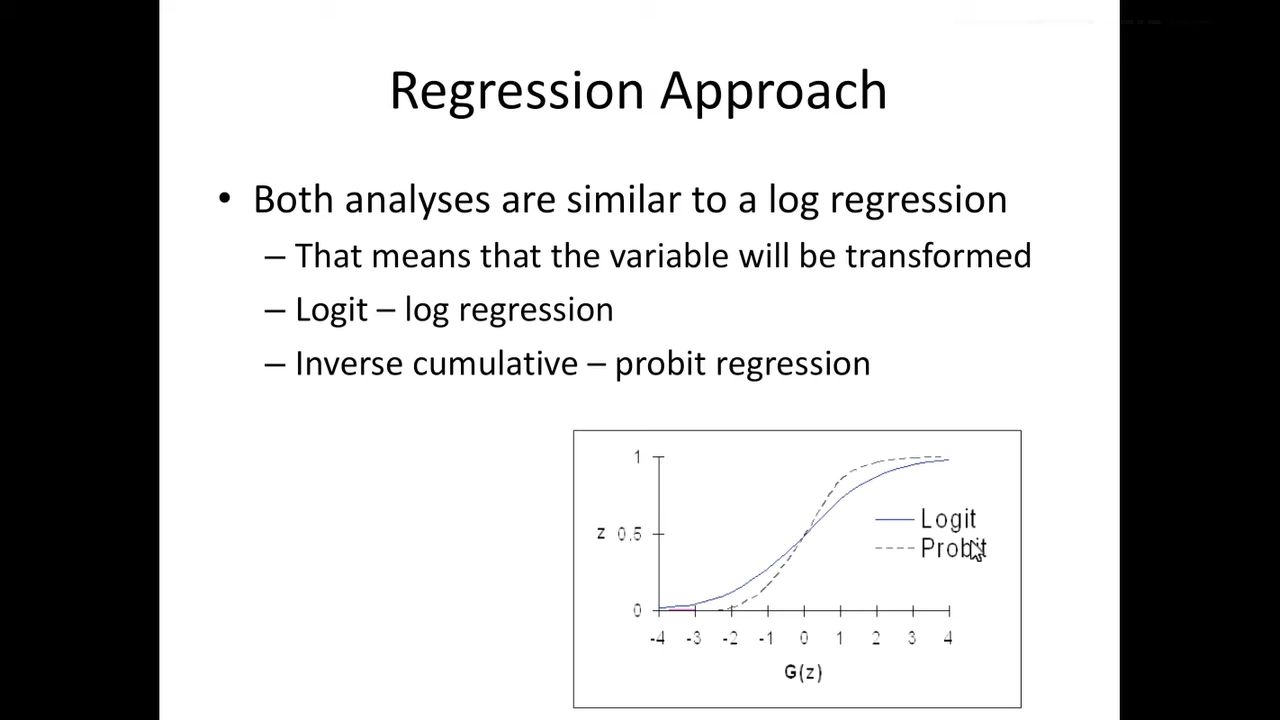 Regression Approach
• Both analyses are similar to a log regression
– That means that the variable will be transformed
– Logit – log regression
– Inverse cumulative – probit regression
1
z 0.5
0
-4 -3 -2 -1 0 1 2 3 4
G(z)
Logit
Probit